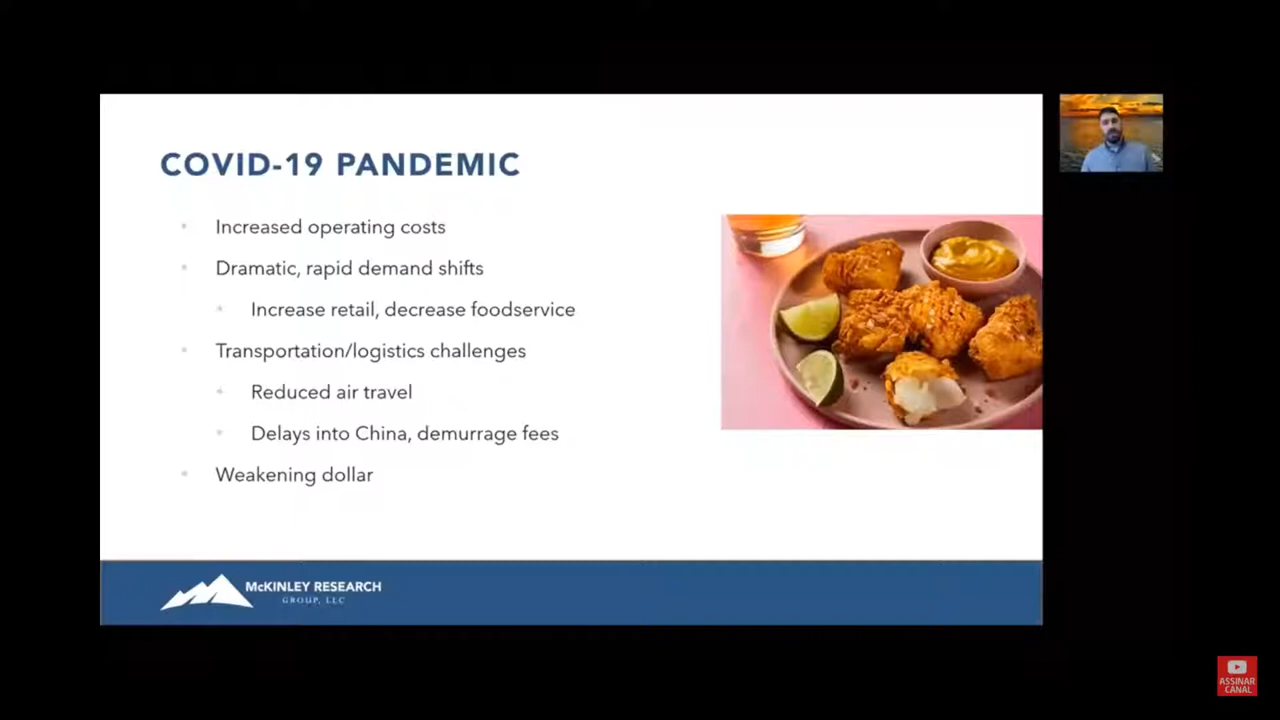 COVID-19 PANDEMIC
Increased operating costs
Dramatic, rapid demand shifts
Increase retail, decrease foodservice
Transportation/logistics challenges
Reduced air travel
Delays into China, demurrage fees
Weakening dollar
McKINLEY RESEARCH
GROUP, LLC
ASSINAR
CANAL